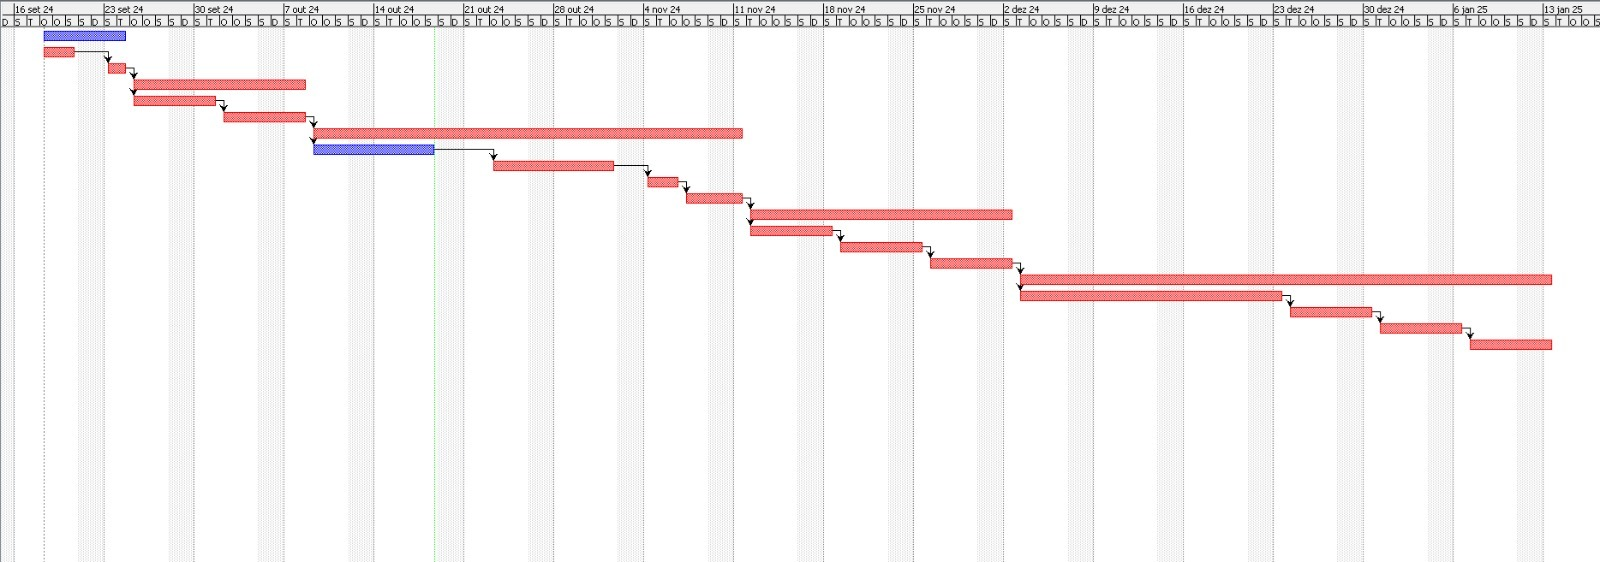 16 set 24 23 set 24 30 set 24 7 out 24 14 out 24 21 out 24 28 out 24 4 nov 24 11 nov 24 18 nov 24 25 nov 24 2 dez 24 9 dez 24 16 dez 24 23 dez 24 30 dez 24 6 jan 25 13 jan 25
D S T O O S S D S T O O S S D S T O O S S D S T O O S S D S T O O S S D S T O O S S D S T O O S S D S T O O S S D S T O O S S D S T O O S S D S T O O S S D S T O O S S D S T O O S S D S T O O S S D S T O O S S D S T O O S S D S T O O S S D S T O O S